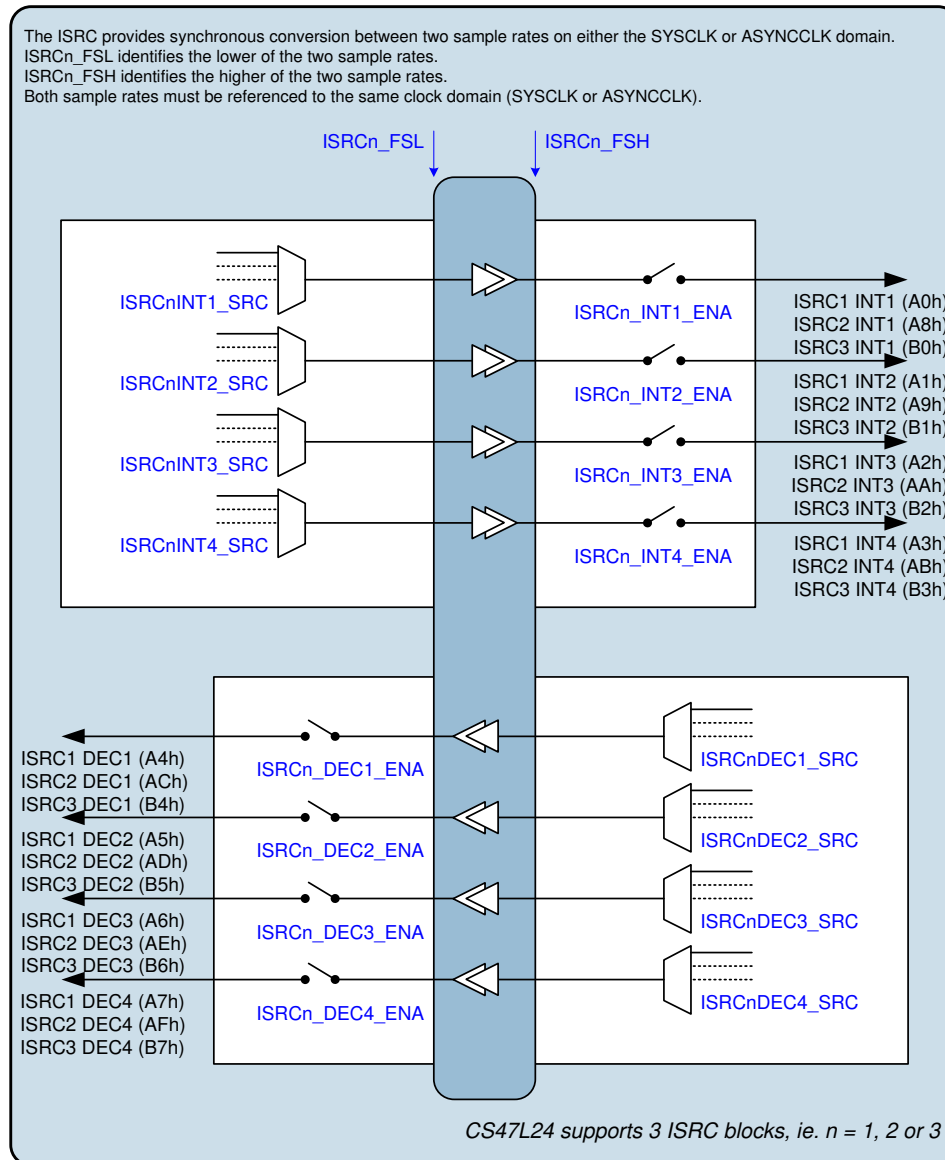 The ISRC provides synchronous conversion between two sample rates on either the SYSCLK or ASYNCCLK domain.
ISRCn_FSL identifies the lower of the two sample rates.
ISRCn_FSH identifies the higher of the two sample rates.
Both sample rates must be referenced to the same clock domain (SYSCLK or ASYNCCLK).
ISRCn_FSL
ISRCn_FSH
ISRCnINT1_SRC
ISRCn_INT1_ENA
ISRC1 INT1 (A0h)
ISRC2 INT1 (A8h)
ISRC3 INT1 (B0h)
ISRCnINT2_SRC
ISRCn_INT2_ENA
ISRC1 INT2 (A1h)
ISRC2 INT2 (A9h)
ISRC3 INT2 (B1h)
ISRCnINT3_SRC
ISRCn_INT3_ENA
ISRC1 INT3 (A2h)
ISRC2 INT3 (AAh)
ISRC3 INT3 (B2h)
ISRCnINT4_SRC
ISRCn_INT4_ENA
ISRC1 INT4 (A3h)
ISRC2 INT4 (ABh)
ISRC3 INT4 (B3h)
ISRC1 DEC1 (A4h)
ISRC2 DEC1 (ACh)
ISRC3 DEC1 (B4h)
ISRCn_DEC1_ENA
ISRCnDEC1_SRC
ISRC1 DEC2 (A5h)
ISRC2 DEC2 (ADh)
ISRC3 DEC2 (B5h)
ISRCn_DEC2_ENA
ISRCnDEC2_SRC
ISRC1 DEC3 (A6h)
ISRC2 DEC3 (AEh)
ISRC3 DEC3 (B6h)
ISRCn_DEC3_ENA
ISRCnDEC3_SRC
ISRC1 DEC4 (A7h)
ISRC2 DEC4 (AFh)
ISRC3 DEC4 (B7h)
ISRCn_DEC4_ENA
ISRCnDEC4_SRC
CS47L24 supports 3 ISRC blocks, ie. n = 1, 2 or 3